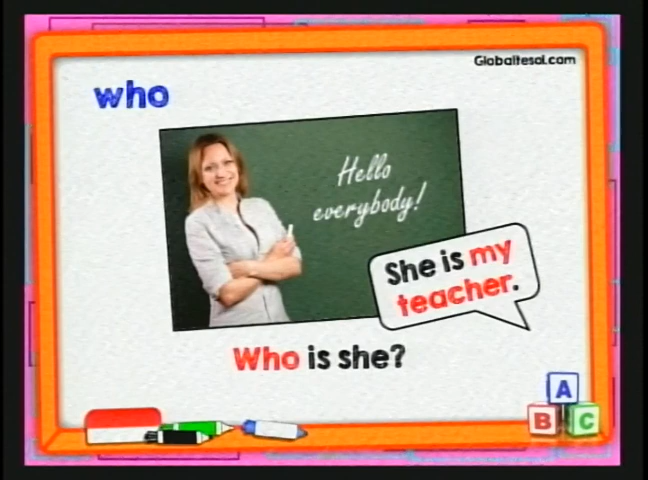 Globaltesol.com
who
Hello
everybody!
She is my
teacher.
Who is she?
A
B C